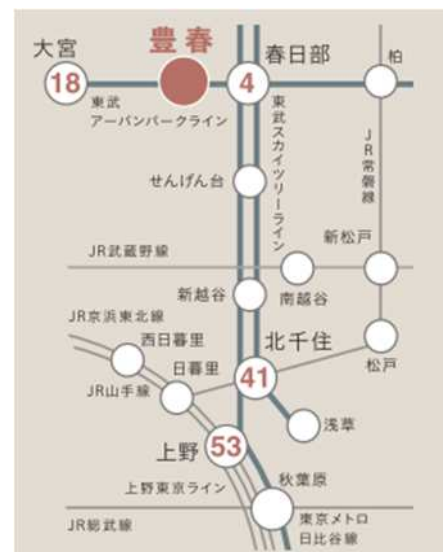 豊春
大宮
春日部
柏
18
4
東武
アーバンパークライン
東武スカイツリーライン
JR常磐線
せんげん台
新松戸
JR武蔵野線
新越谷
南越谷
JR京浜東北線
西日暮里
北千住
日暮里
松戸
JR山手線
41
浅草
上野
53
上野東京ライン
秋葉原
JR総武線
東京メトロ
日比谷線